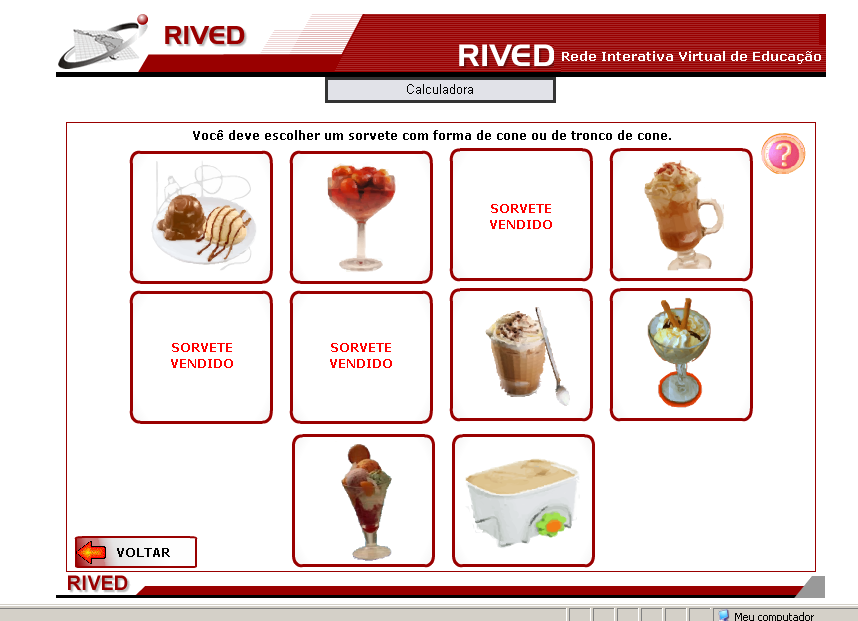 RIVED
RIVED Rede Interativa Virtual de Educação
Calculadora
Você deve escolher um sorvete com forma de cone ou de tronco de cone.
?
SORVETE
VENDIDO
SORVETE
VENDIDO
SORVETE
VENDIDO
VOLTAR
RIVED
Meu computador